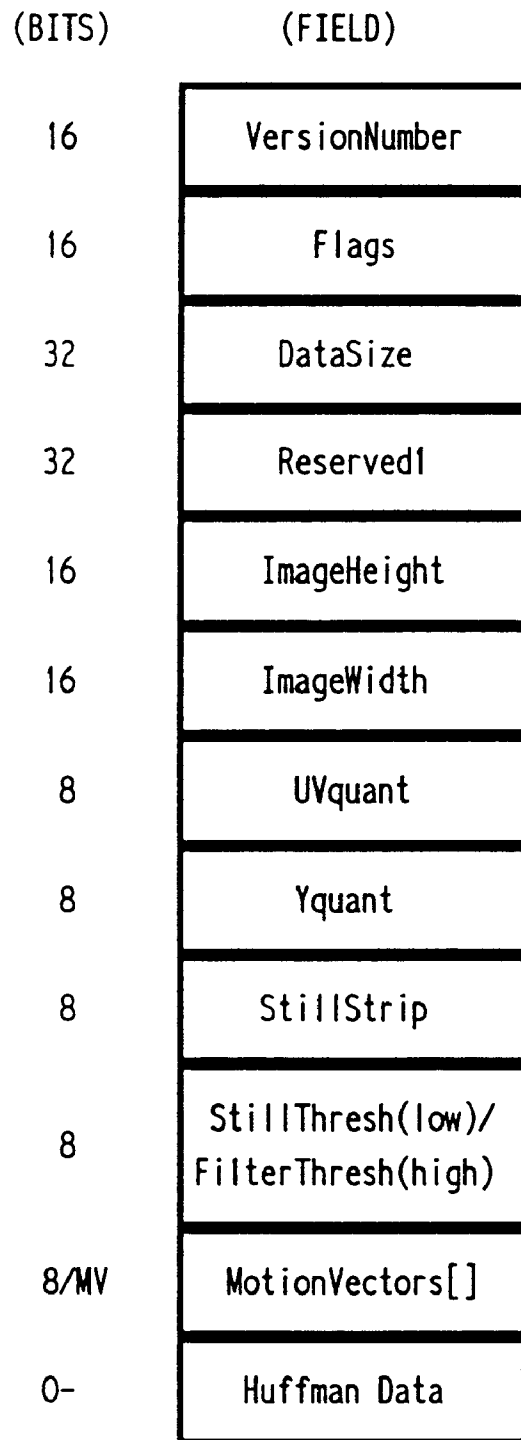 (BITS) (FIELD)
16 VersionNumber
16 Flags
32 DataSize
32 Reserved1
16 ImageHeight
16 ImageWidth
8 UVquant
8 Yquant
8 StillStrip
8 StillThresh(low)/
FilterThresh(high)
8/MV MotionVectors[]
0- Huffman Data